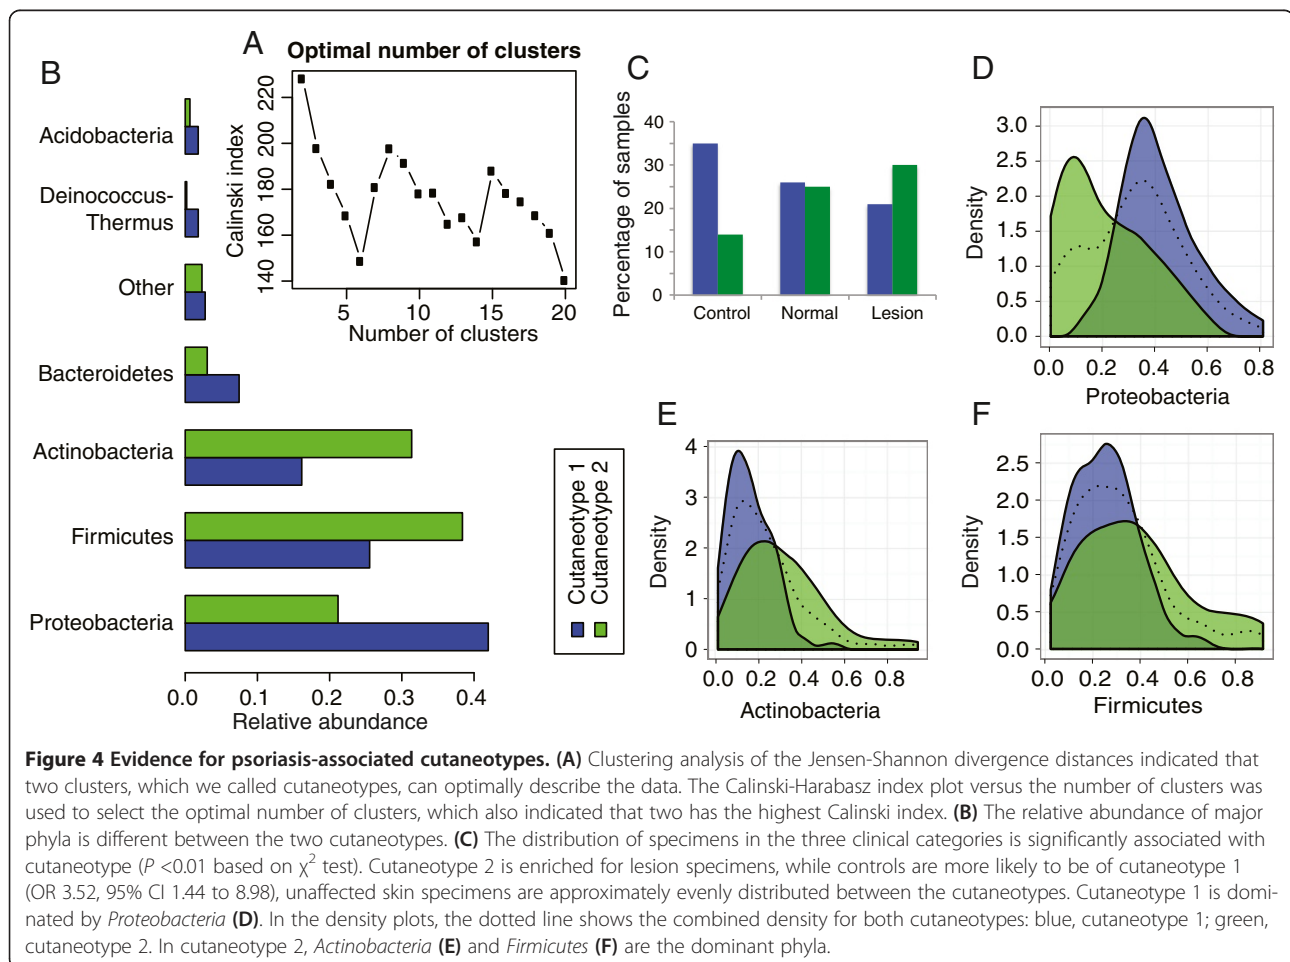 A
Optimal number of clusters
Calinski index
220
200
180
160
140
5
10
15
20
Number of clusters
B
Acidobacteria
Deinococcus-
Thermus
Other
Bacteroidetes
Actinobacteria
Firmicutes
Proteobacteria
0.0
0.1
0.2
0.3
0.4
Relative abundance
Cutaneotype 1
Cutaneotype 2
C
Percentage of samples
40
30
20
10
0
Control
Normal
Lesion
D
Density
3.0
2.5
2.0
1.5
1.0
0.5
0.0
0.0
0.2
0.4
0.6
0.8
Proteobacteria
E
Density
4
3
2
1
0
0.0
0.2
0.4
0.6
0.8
Actinobacteria
F
Density
2.5
2.0
1.5
1.0
0.5
0.0
0.0
0.2
0.4
0.6
0.8
Firmicutes
Figure 4 Evidence for psoriasis-associated cutaneotypes. (A) Clustering analysis of the Jensen-Shannon divergence distances indicated that
two clusters, which we called cutaneotypes, can optimally describe the data. The Calinski-Harabasz index plot versus the number of clusters was
used to select the optimal number of clusters, which also indicated that two has the highest Calinski index. (B) The relative abundance of major
phyla is different between the two cutaneotypes. (C) The distribution of specimens in the three clinical categories is significantly associated with
cutaneotype (P <0.01 based on χ² test). Cutaneotype 2 is enriched for lesion specimens, while controls are more likely to be of cutaneotype 1
(OR 3.52, 95% CI 1.44 to 8.98), unaffected skin specimens are approximately evenly distributed between the cutaneotypes. Cutaneotype 1 is domi-
nated by Proteobacteria (D). In the density plots, the dotted line shows the combined density for both cutaneotypes: blue, cutaneotype 1; green,
cutaneotype 2. In cutaneotype 2, Actinobacteria (E) and Firmicutes (F) are the dominant phyla.